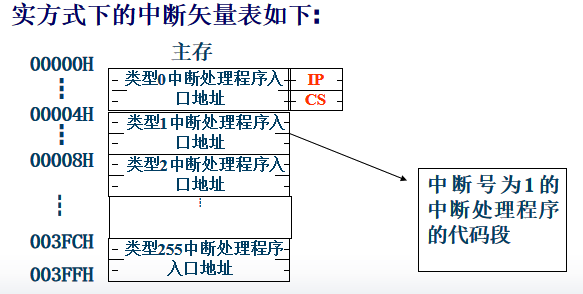 实方式下的中断矢量表如下:
主存
00000H
类型0中断处理程序入
口地址
IP
CS
00004H
类型1中断处理程序入
口地址
00008H
类型2中断处理程序入
口地址
中断号为1的
中断处理程序
的代码段
003FCH
类型255中断处理程序
入口地址
003FFH